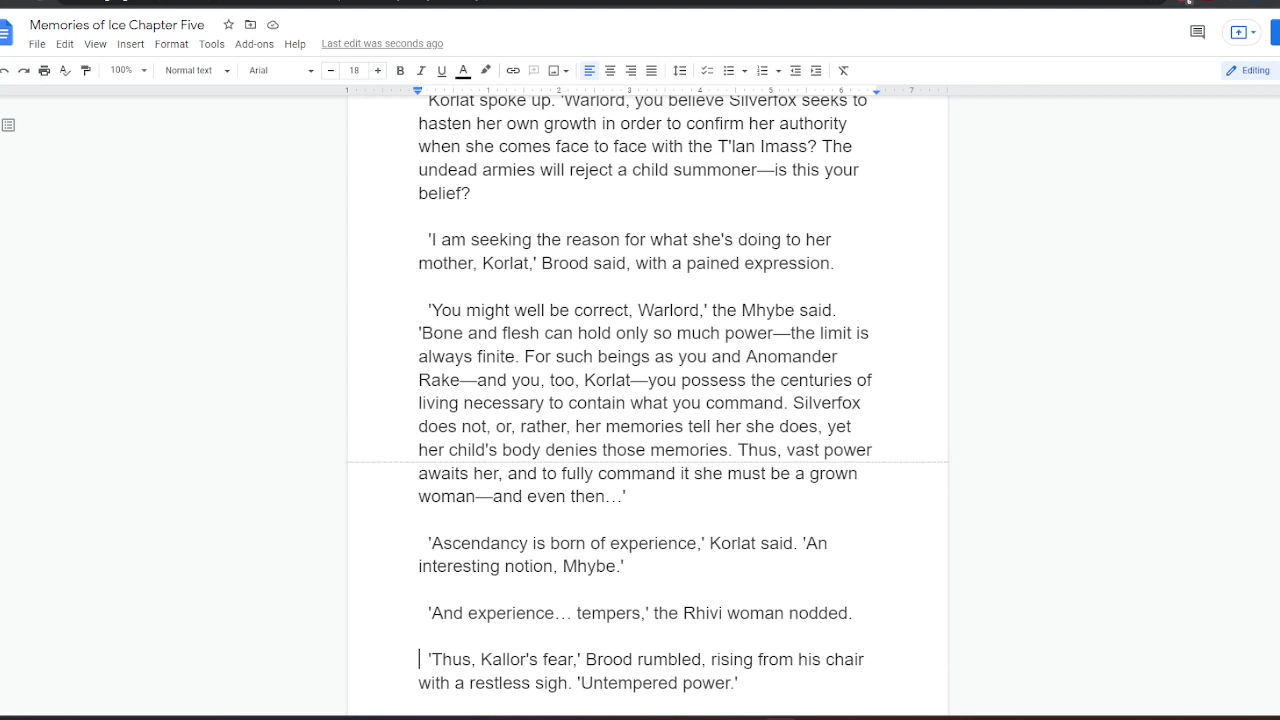 Memories of Ice Chapter Five
File Edit View Insert Format Tools Add-ons Help Last edit was seconds ago
100% Normal text Arial 18 B I U A Editing
1 1 2 3 4 5 6 7
Korlat spoke up. 'Warlord, you believe Silverfox seeks to
hasten her own growth in order to confirm her authority
when she comes face to face with the T'lan Imass? The
undead armies will reject a child summoner—is this your
belief?
'I am seeking the reason for what she's doing to her
mother, Korlat,' Brood said, with a pained expression.
'You might well be correct, Warlord,' the Mhybe said.
'Bone and flesh can hold only so much power—the limit is
always finite. For such beings as you and Anomander
Rake—and you, too, Korlat—you possess the centuries of
living necessary to contain what you command. Silverfox
does not, or, rather, her memories tell her she does, yet
her child's body denies those memories. Thus, vast power
awaits her, and to fully command it she must be a grown
woman—and even then…'
'Ascendancy is born of experience,' Korlat said. 'An
interesting notion, Mhybe.'
'And experience… tempers,' the Rhivi woman nodded.
'Thus, Kallor's fear,' Brood rumbled, rising from his chair
with a restless sigh. 'Untempered power.'